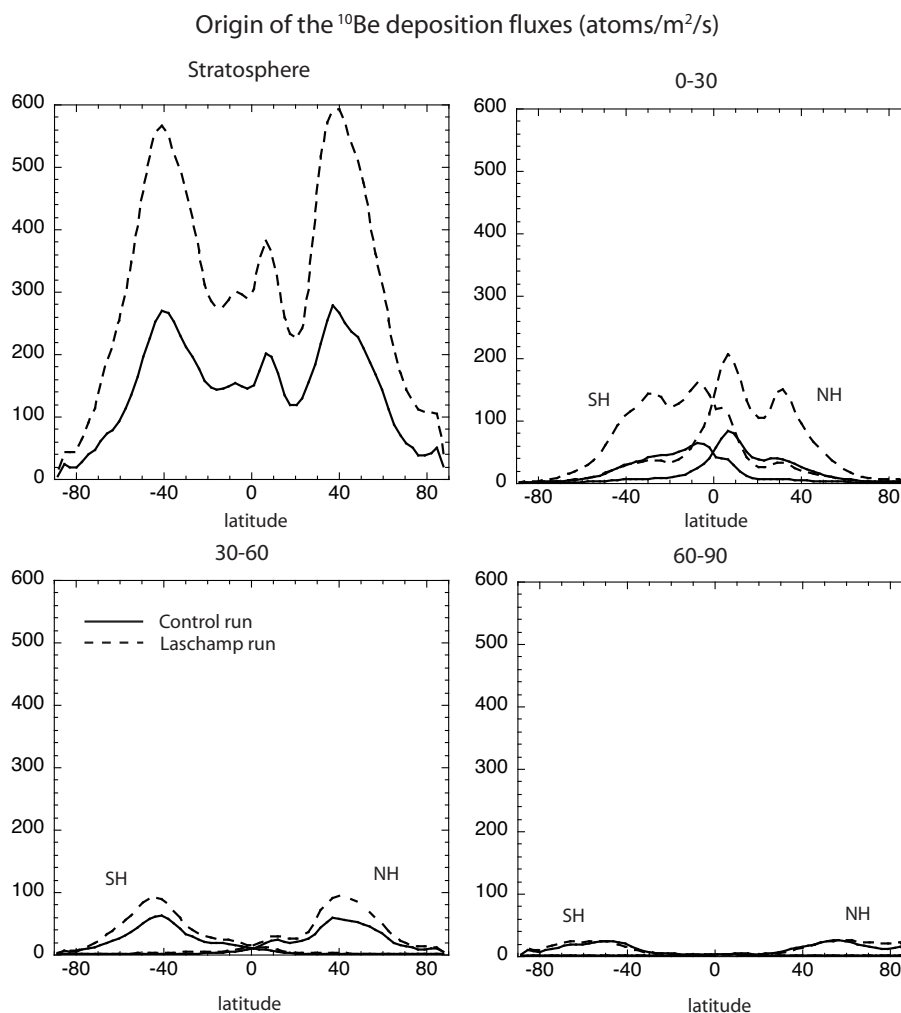 Origin of the ¹⁰Be deposition fluxes (atoms/m²/s)
Stratosphere
600
500
400
300
200
100
0
-80 -40 0 40 80
latitude
0-30
600
500
400
300
200
100
0
SH
NH
-80 -40 0 40 80
latitude
30-60
600
500
400
300
200
100
0
Control run
Laschamp run
SH
NH
-80 -40 0 40 80
latitude
60-90
600
500
400
300
200
100
0
SH
NH
-80 -40 0 40 80
latitude